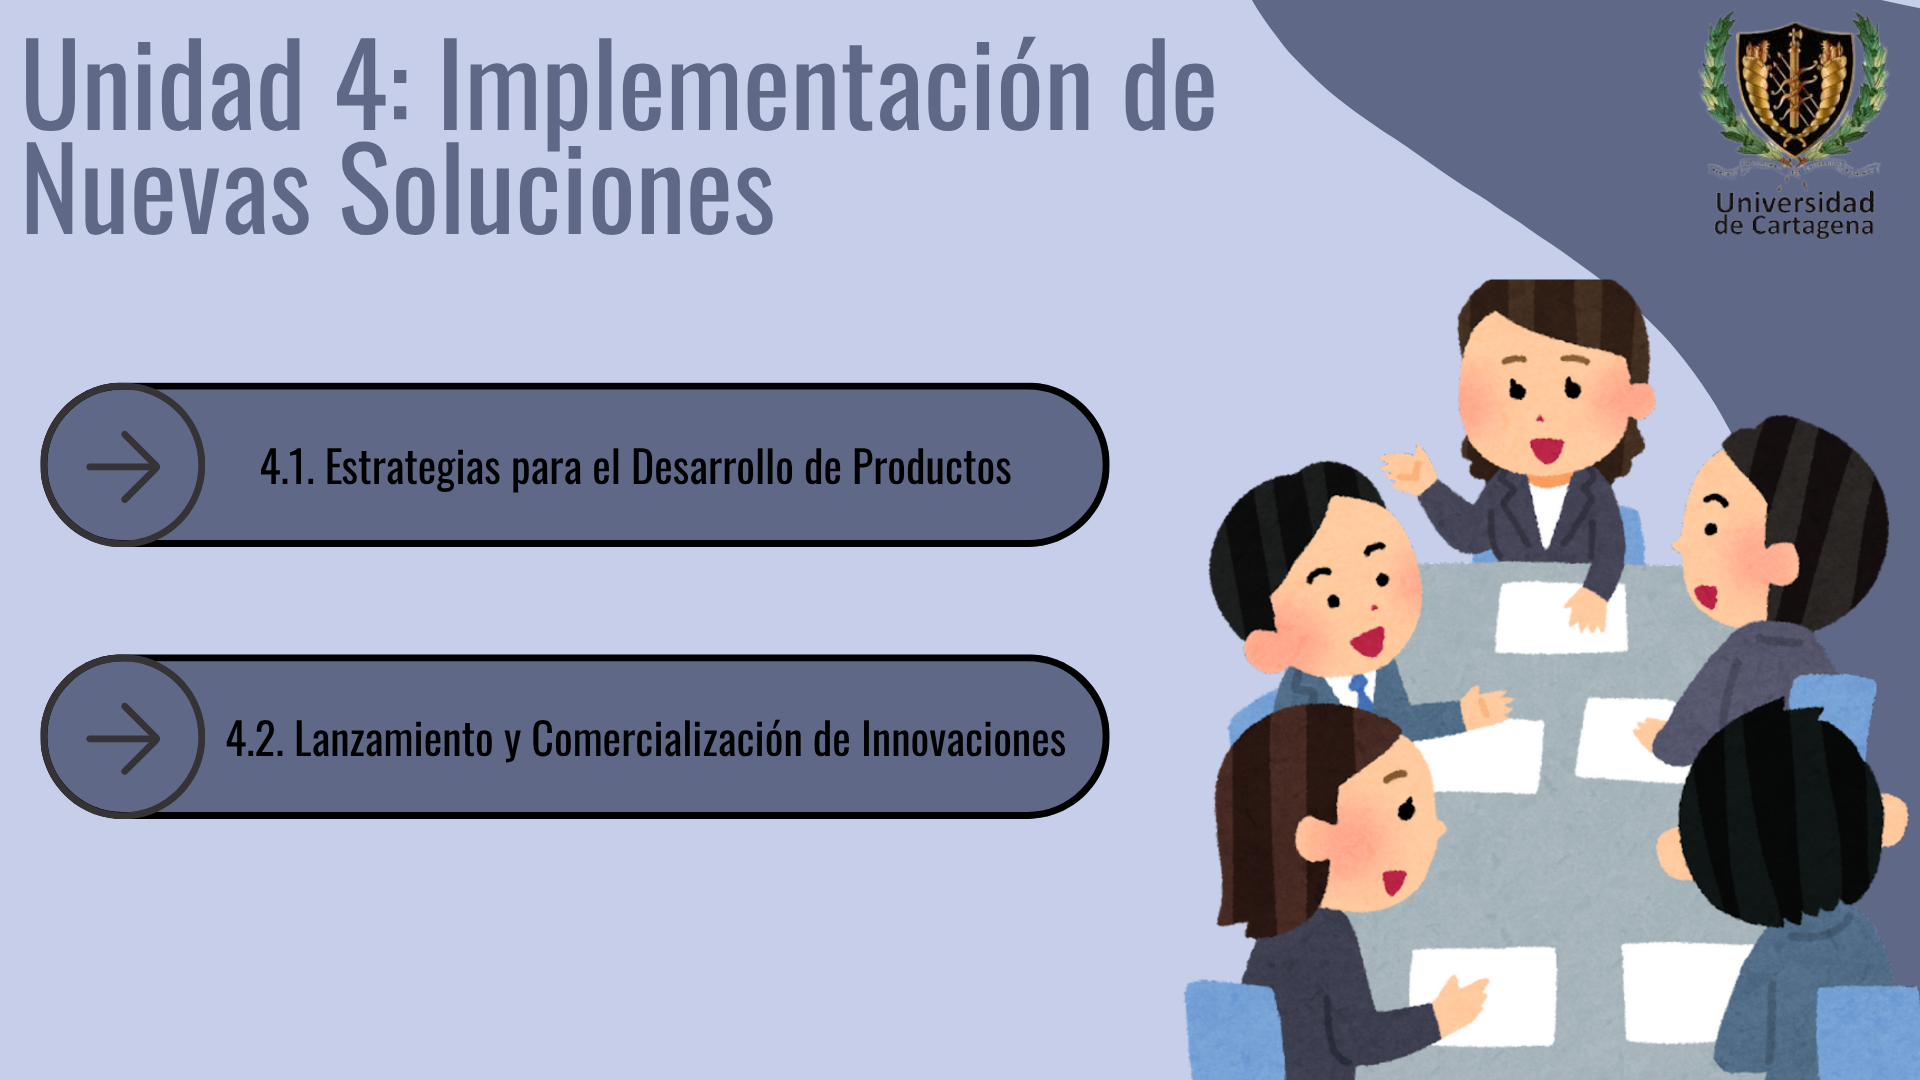 Unidad 4: Implementación de
Nuevas Soluciones
Universidad
de Cartagena
4.1. Estrategias para el Desarrollo de Productos
4.2. Lanzamiento y Comercialización de Innovaciones